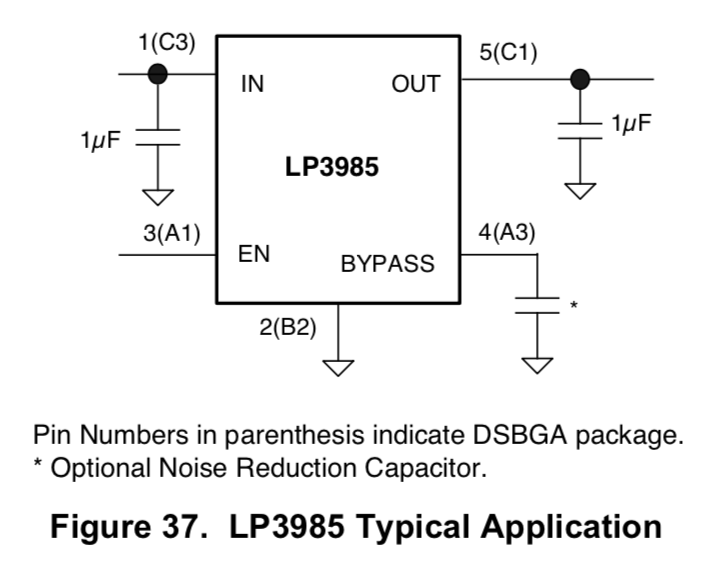 1(C3)
5(C1)
IN
OUT
1µF
1µF
LP3985
3(A1)
4(A3)
EN
BYPASS
*
2(B2)
Pin Numbers in parenthesis indicate DSBGA package.
* Optional Noise Reduction Capacitor.
Figure 37. LP3985 Typical Application